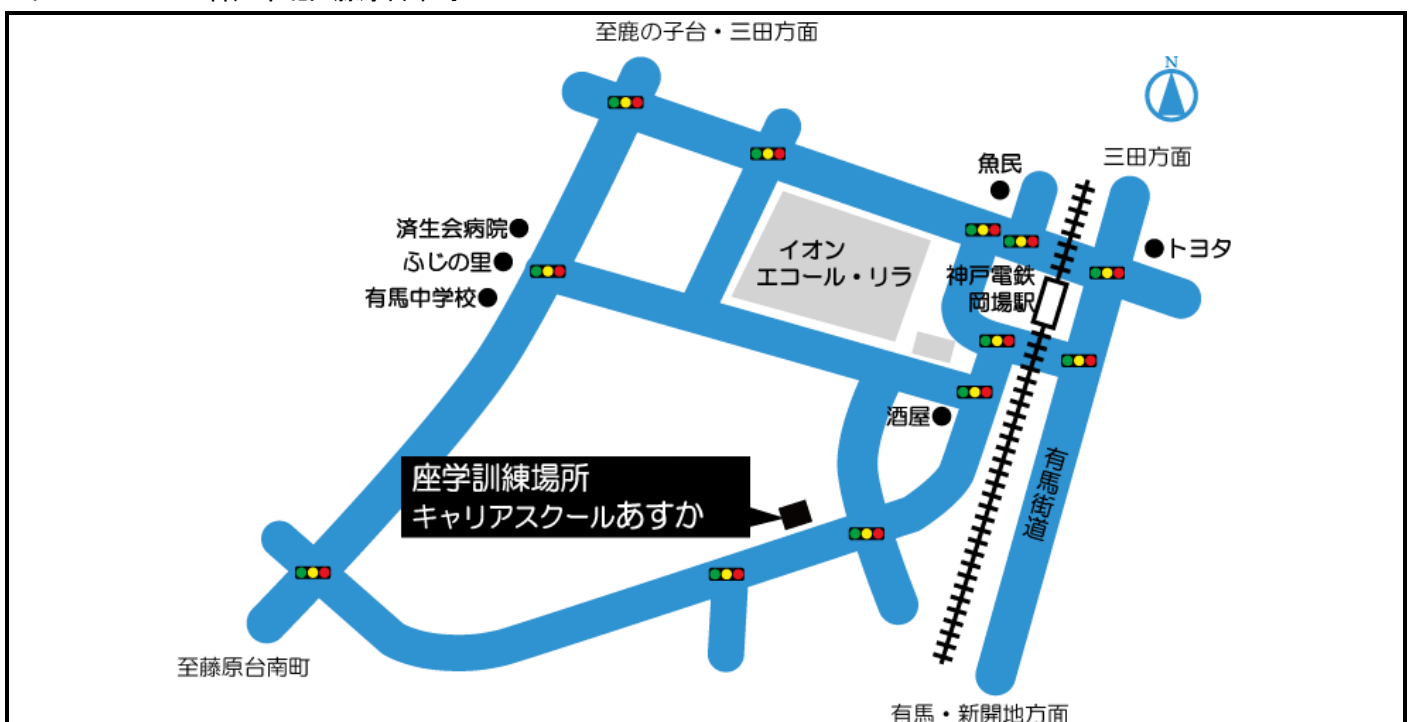 至鹿の子台・三田方面
N
三田方面
魚民
トヨタ
済生会病院
ふじの里
有馬中学校
イオン
エコール・リラ
神戸電鉄
岡場駅
酒屋
有馬街道
座学訓練場所
キャリアスクールあすか
至藤原台南町
有馬・新開地方面